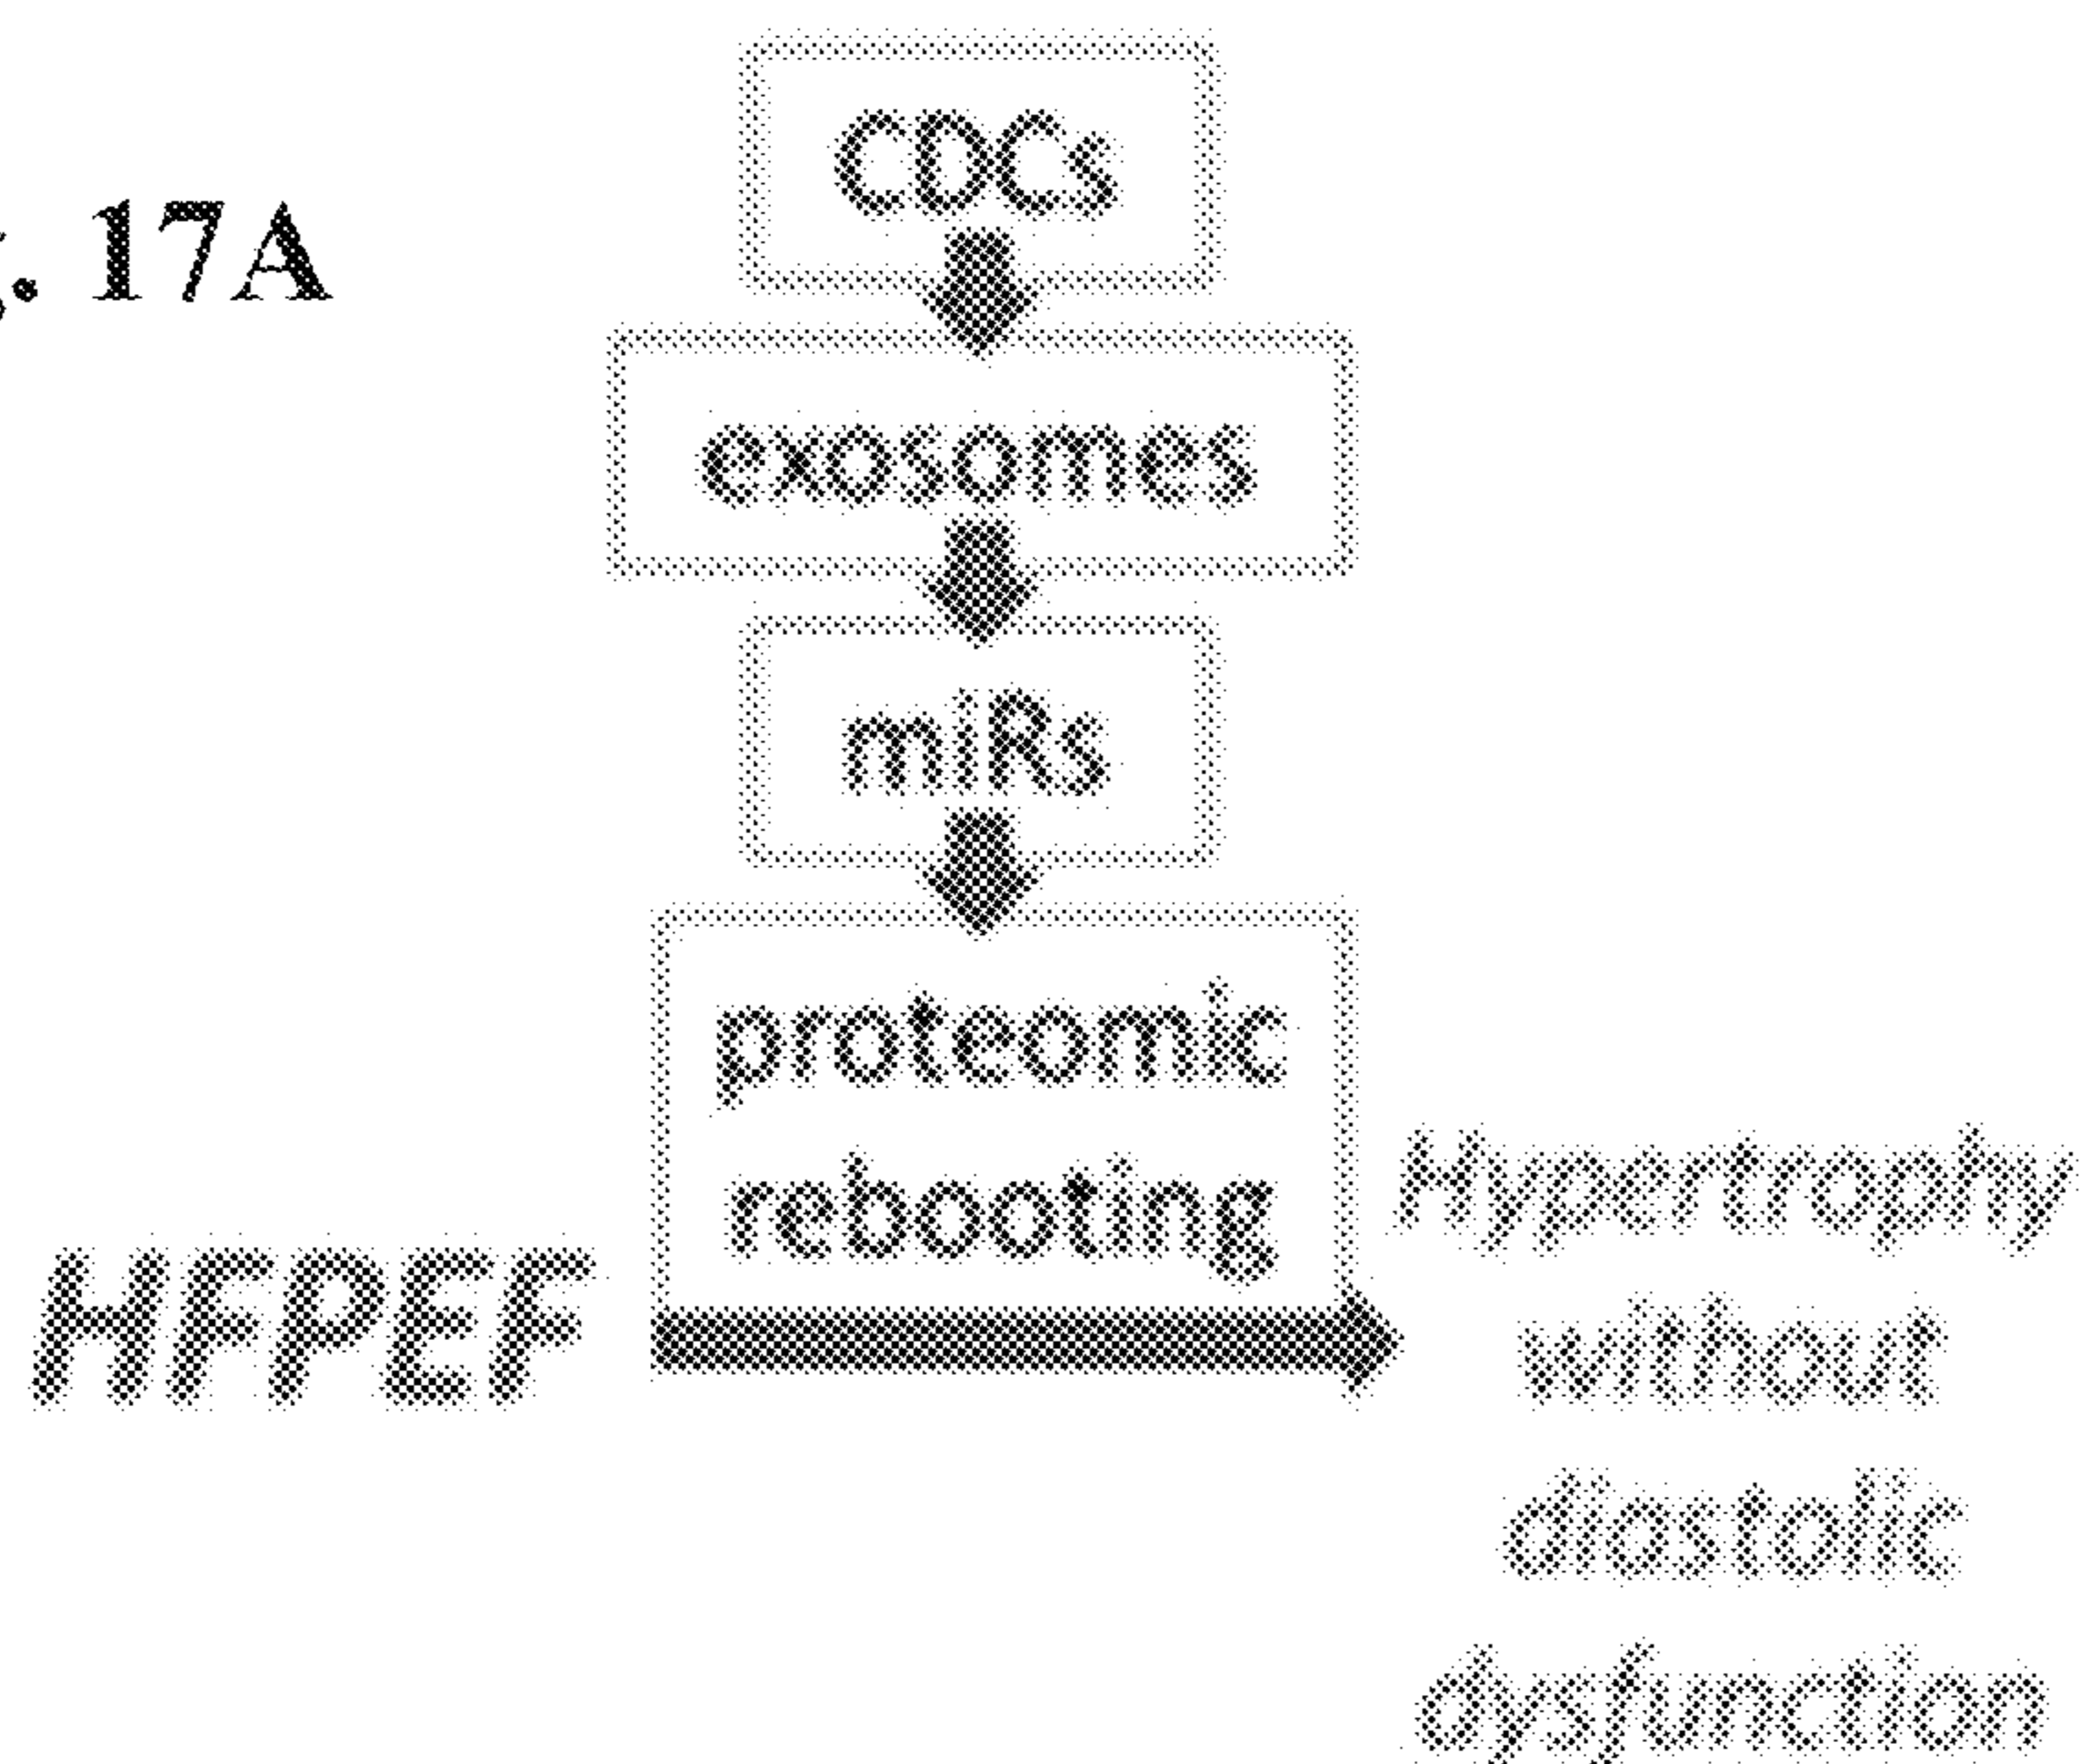 . 17A
CDCs
exosomes
miRs
proteomic
rebooting
HFPEF
Hypertrophy
without
diastolic
dysfunction